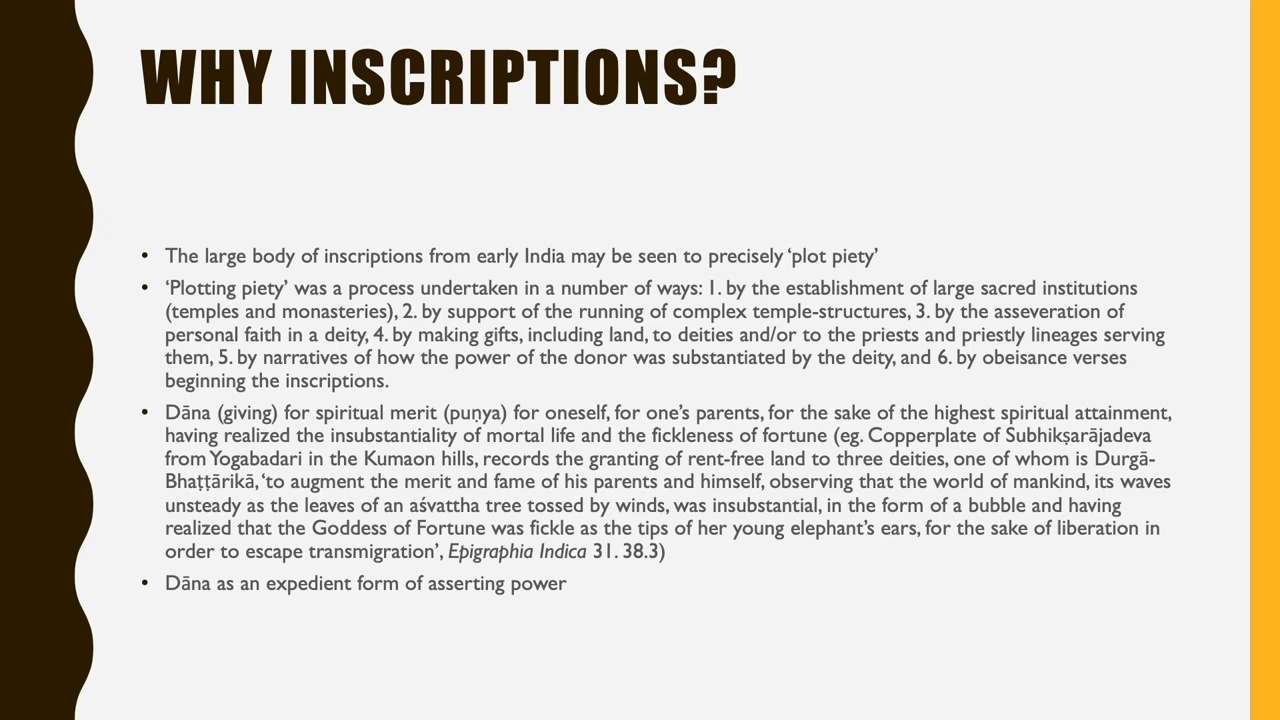 WHY INSCRIPTIONS?
• The large body of inscriptions from early India may be seen to precisely ‘plot piety’
• ‘Plotting piety’ was a process undertaken in a number of ways: 1. by the establishment of large sacred institutions
(temples and monasteries), 2. by support of the running of complex temple-structures, 3. by the asseveration of
personal faith in a deity, 4. by making gifts, including land, to deities and/or to the priests and priestly lineages serving
them, 5. by narratives of how the power of the donor was substantiated by the deity, and 6. by obeisance verses
beginning the inscriptions.
• Dāna (giving) for spiritual merit (puṇya) for oneself, for one’s parents, for the sake of the highest spiritual attainment,
having realized the insubstantiality of mortal life and the fickleness of fortune (eg. Copperplate of Subhikṣarājadeva
from Yogabadari in the Kumaon hills, records the granting of rent-free land to three deities, one of whom is Durgā-
Bhaṭṭārikā, ‘to augment the merit and fame of his parents and himself, observing that the world of mankind, its waves
unsteady as the leaves of an aśvattha tree tossed by winds, was insubstantial, in the form of a bubble and having
realized that the Goddess of Fortune was fickle as the tips of her young elephant’s ears, for the sake of liberation in
order to escape transmigration’, Epigraphia Indica 31. 38.3)
• Dāna as an expedient form of asserting power